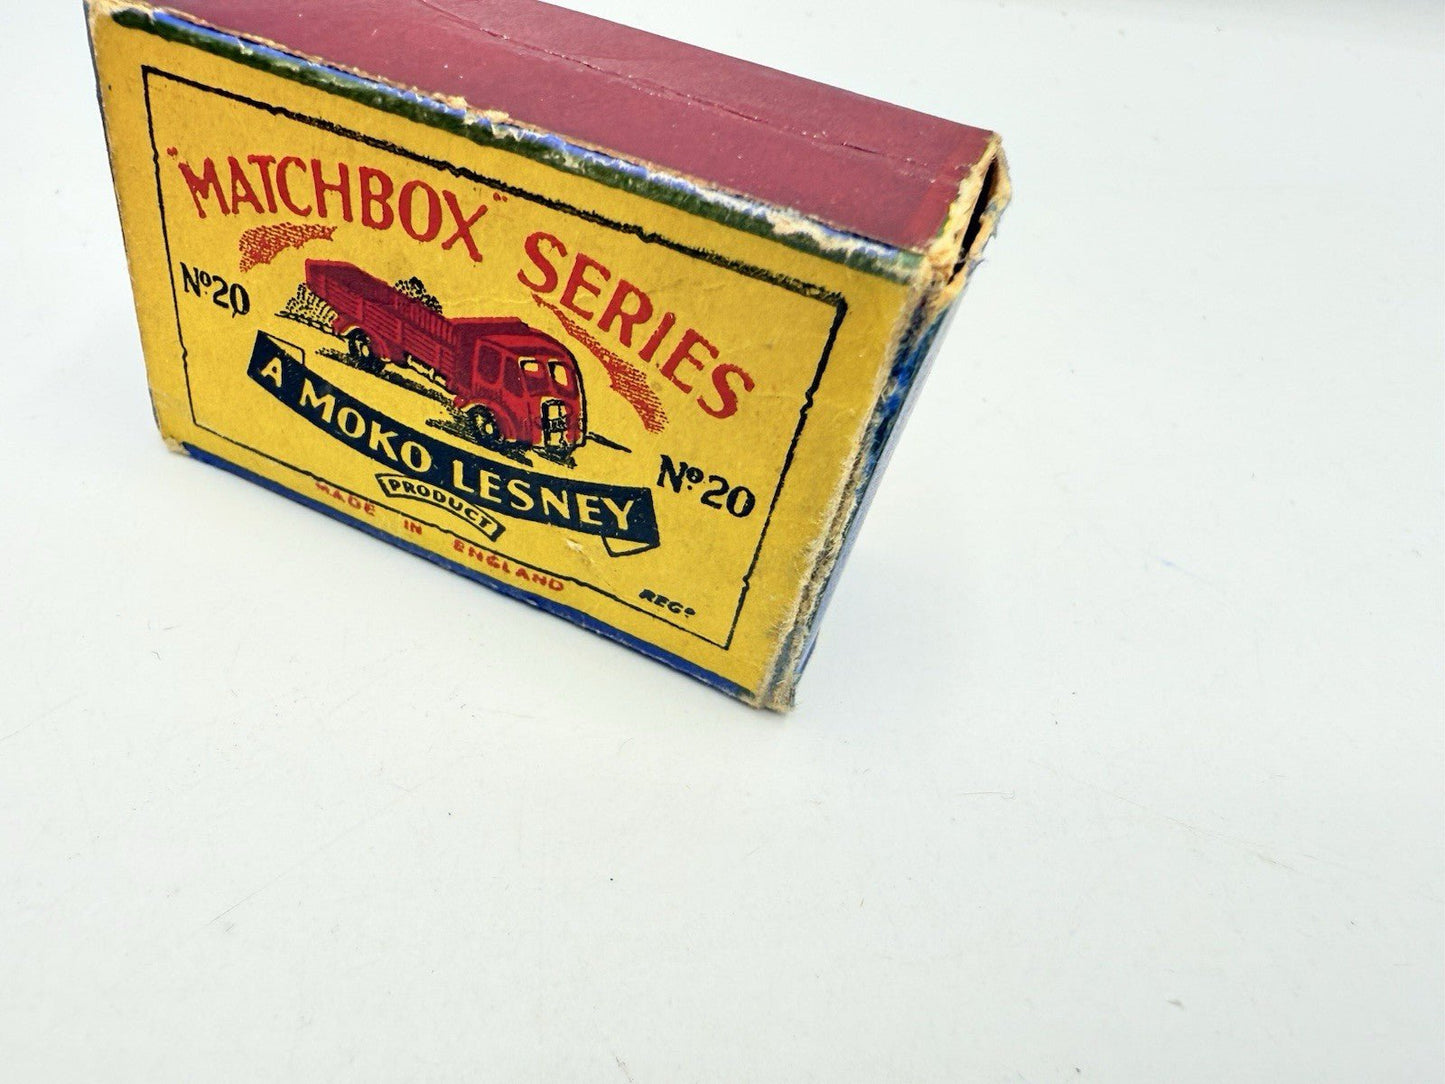 "MATCHBOX" SERIES
Nº20
A MOKO LESNEY
PRODUCT
Nº20
MADE IN ENGLAND
REGD